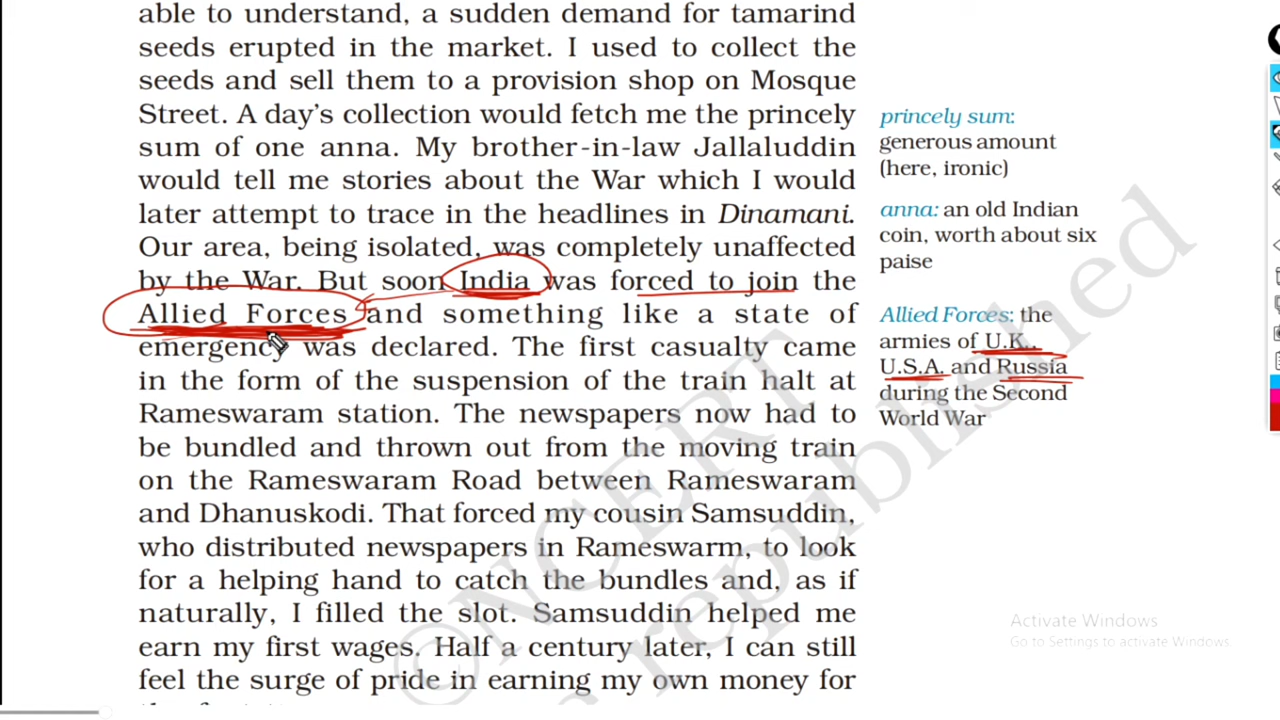 able to understand, a sudden demand for tamarind
seeds erupted in the market. I used to collect the
seeds and sell them to a provision shop on Mosque
Street. A day's collection would fetch me the princely
sum of one anna. My brother-in-law Jallaluddin
would tell me stories about the War which I would
later attempt to trace in the headlines in Dinamani.
Our area, being isolated, was completely unaffected
by the War. But soon India was forced to join the
Allied Forces and something like a state of
emergency was declared. The first casualty came
in the form of the suspension of the train halt at
Rameswaram station. The newspapers now had to
be bundled and thrown out from the moving train
on the Rameswaram Road between Rameswaram
and Dhanuskodi. That forced my cousin Samsuddin,
who distributed newspapers in Rameswarm, to look
for a helping hand to catch the bundles and, as if
naturally, I filled the slot. Samsuddin helped me
earn my first wages. Half a century later, I can still
feel the surge of pride in earning my own money for
princely sum:
generous amount
(here, ironic)
anna: an old Indian
coin, worth about six
paise
Allied Forces: the
armies of U.K.,
U.S.A. and Russia
during the Second
World War
©NCERT
republished
Activate Windows
Go to Settings to activate Windows